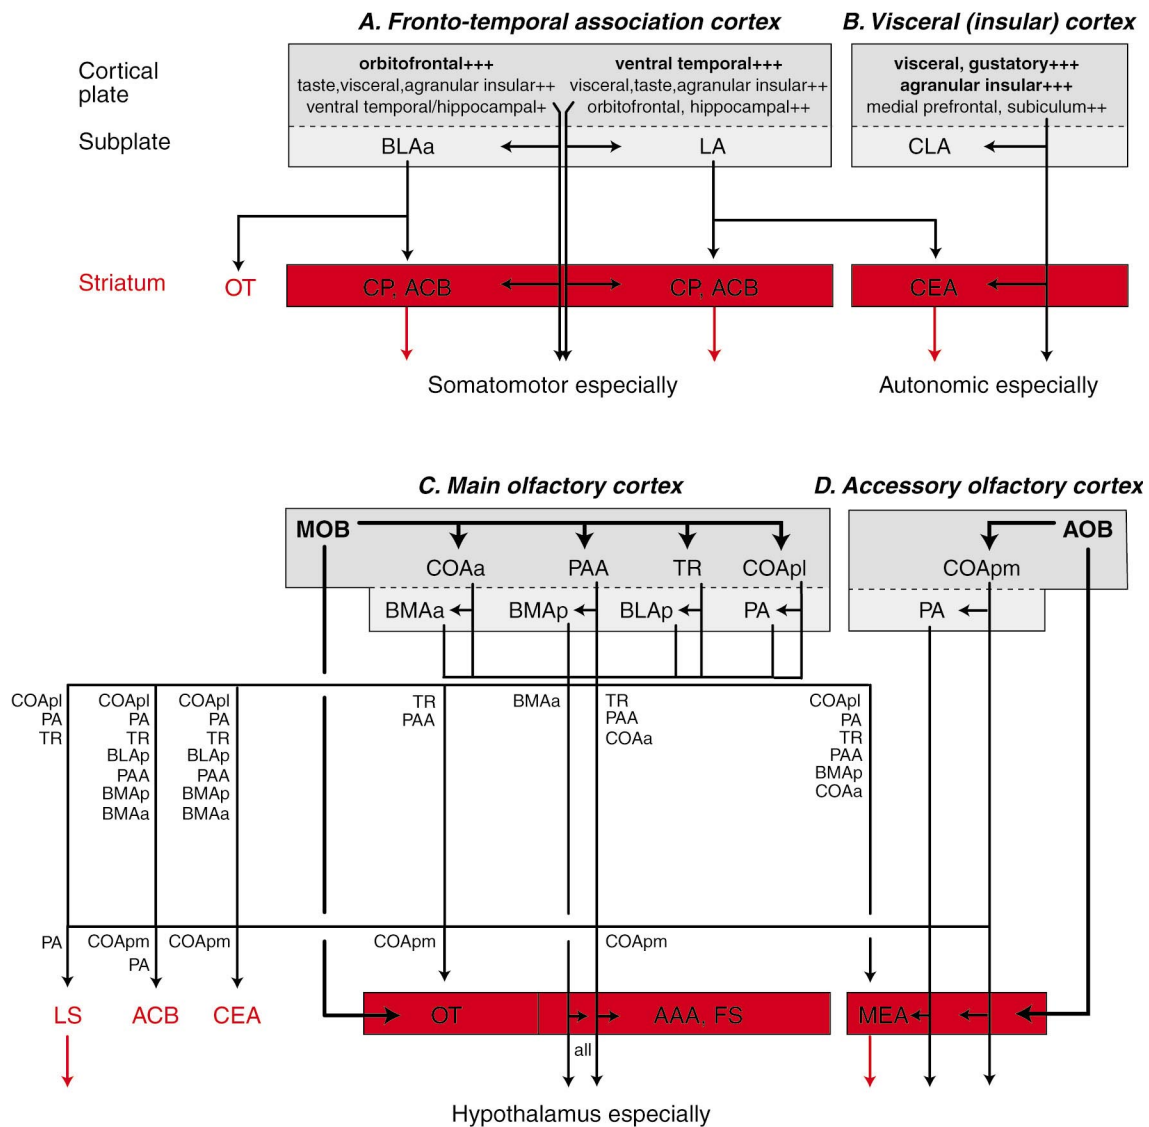 A. Fronto-temporal association cortex
B. Visceral (insular) cortex
Cortical
plate
orbitofrontal+++
taste,visceral,agranular insular++
ventral temporal/hippocampal+
ventral temporal+++
visceral,taste,agranular insular++
orbitofrontal, hippocampal++
visceral, gustatory+++
agranular insular+++
medial prefrontal, subiculum++
Subplate
BLAa
LA
CLA
Striatum
OT
CP, ACB
CP, ACB
CEA
Somatomotor especially
Autonomic especially
C. Main olfactory cortex
D. Accessory olfactory cortex
MOB
AOB
COAa
PAA
TR
COApl
COApm
BMAa
BMAp
BLAp
PA
PA
COApl
PA
TR
COApl
PA
TR
BLAp
PAA
BMAp
BMAa
COApl
PA
TR
BLAp
PAA
BMAp
BMAa
TR
PAA
BMAa
TR
PAA
COAa
COApl
PA
TR
PAA
BMAp
COAa
PA
COApm
PA
COApm
COApm
COApm
LS
ACB
CEA
OT
AAA, FS
MEA
all
Hypothalamus especially